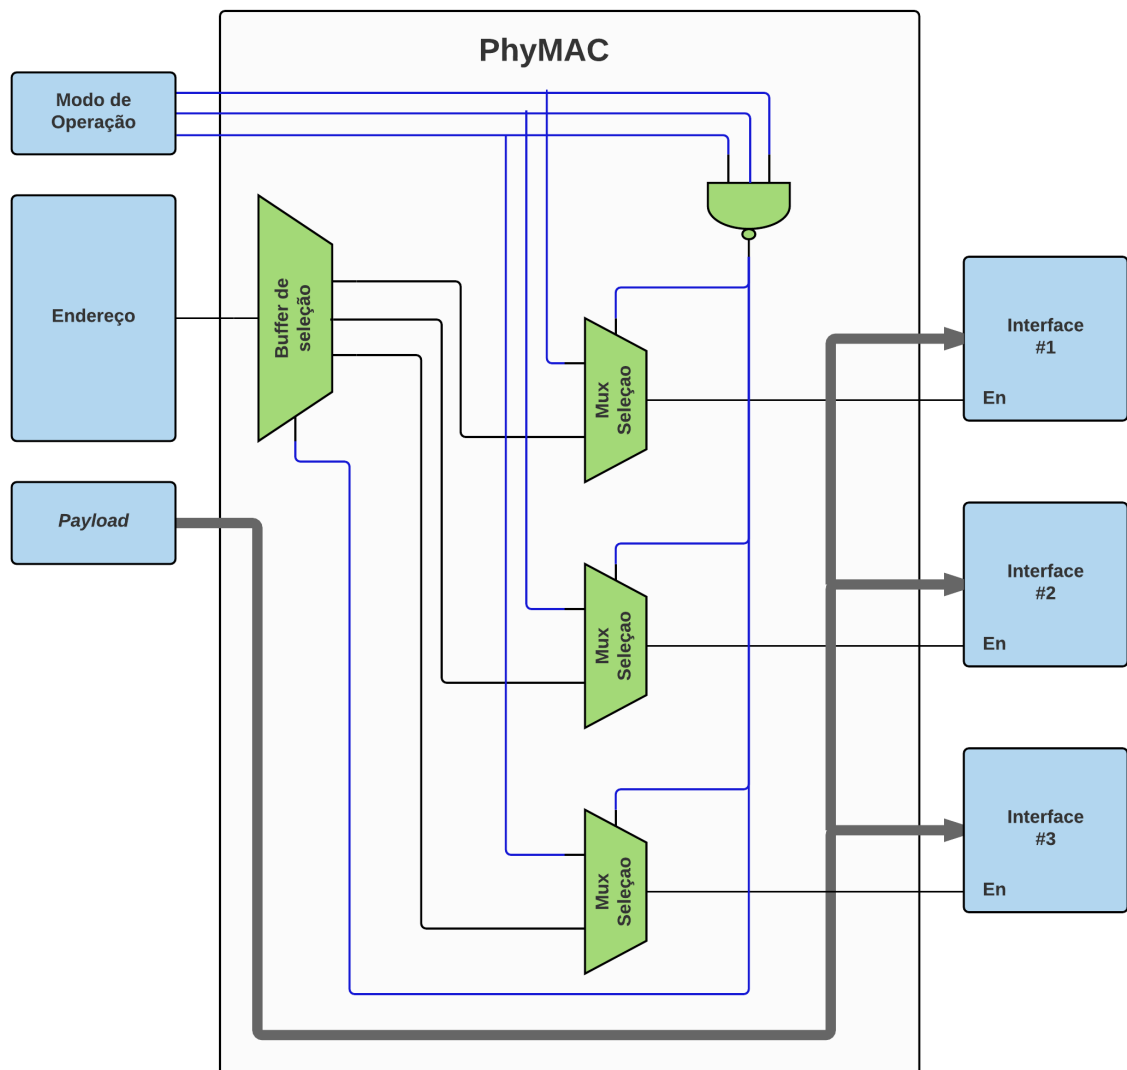 PhyMAC
Modo de
Operação
Endereço
Payload
Buffer de
seleção
Mux
Seleçao
Mux
Seleçao
Mux
Seleçao
Interface
#1
En
Interface
#2
En
Interface
#3
En